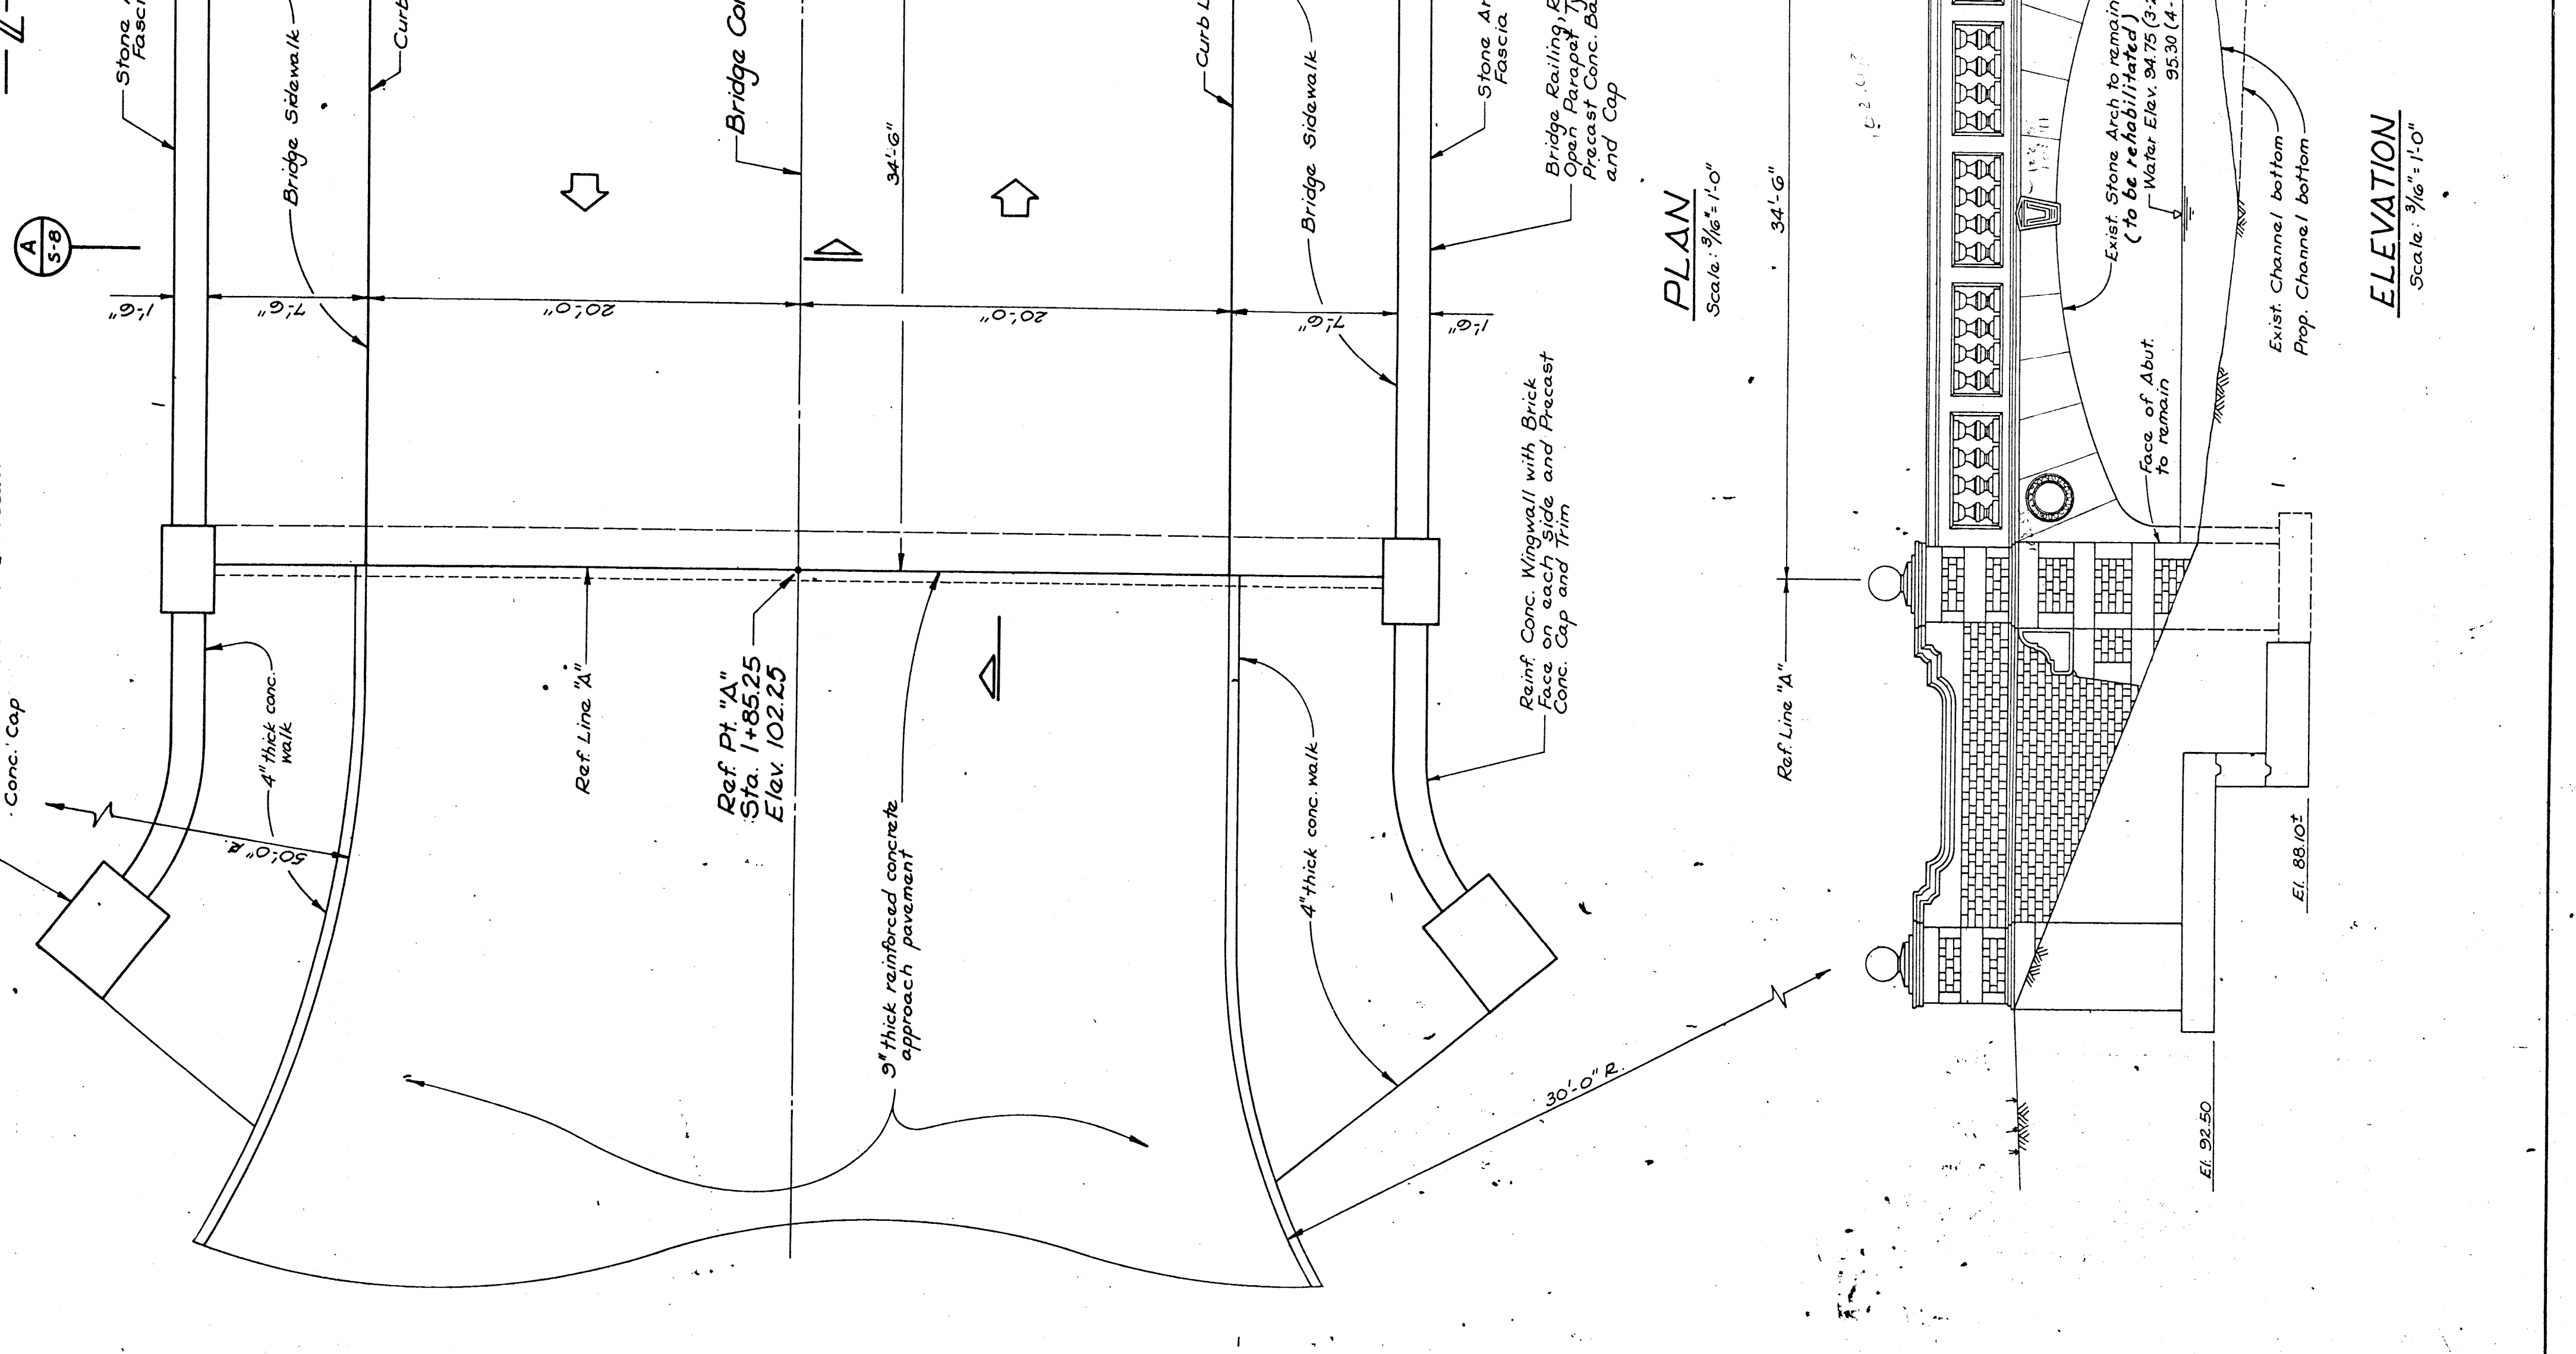 Stone
Fasci
Bridge Sidewalk
Curb
Bridge Co
Curb L
Bridge Sidewalk
Stone Ar
Fascia
Bridge Railing, R
Open Parapet Ty
Precast Conc. Ba
and Cap
A
S-8
1'-6"
7'-6"
20'-0"
20'-0"
7'-6"
1'-6"
34'-6"
Conc. Cap
4" thick conc.
walk
50'-0" R.
Ref. Line "A"
Ref. Pt. "A"
Sta. 1+85.25
Elev. 102.25
9" thick reinforced concrete
approach pavement
4" thick conc. walk
30'-0" R.
Reinf. Conc. Wingwall with Brick
Face on each side and Precast
Conc. Cap and Trim
PLAN
Scale: 3/16"=1'-0"
34'-6"
Ref. Line "A"
Exist. Stone Arch to remain
(to be rehabilitated)
Water Elev. 94.75 (3-2
95.30 (4-
Face of Abut.
to remain
Exist. Channel bottom
Prop. Channel bottom
El. 88.10±
El. 92.50
ELEVATION
Scale: 3/16"=1'-0"